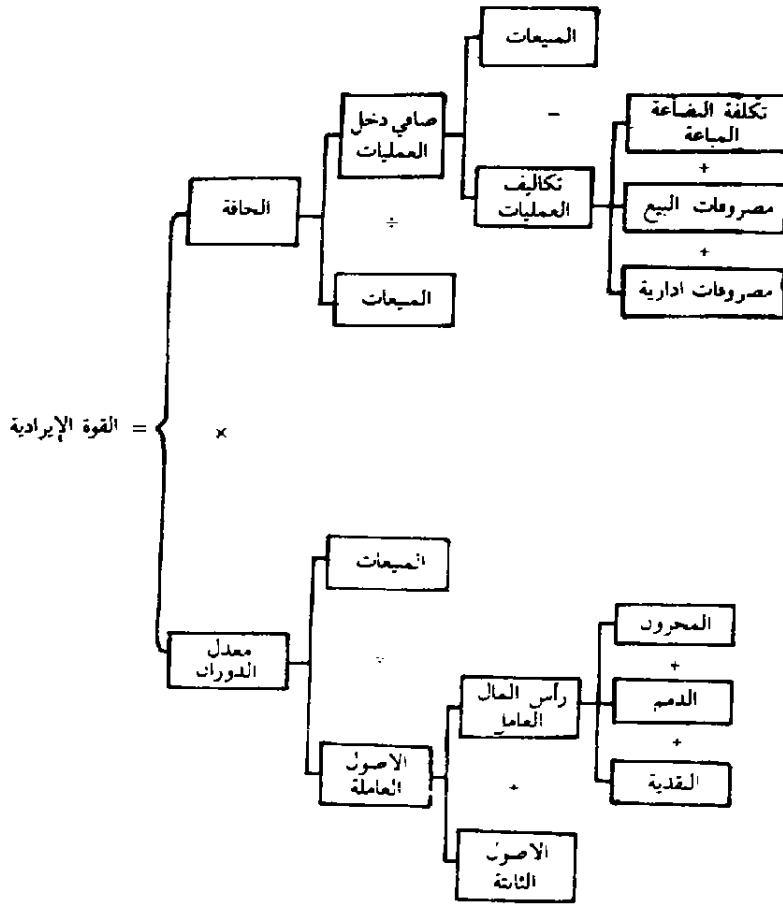 المبيعات
صافي دخل
العمليات
-
تكلفة البضاعة
المباعة
+
تكاليف
العمليات
مصروفات البيع
+
مصروفات ادارية
الحافة
÷
المبيعات
القوة الإيرادية =
×
المبيعات
معدل
الدوران
÷
المخزون
+
رأس المال
العامل
الذمم
+
النقدية
الاصول
العاملة
+
الاصول
الثابتة